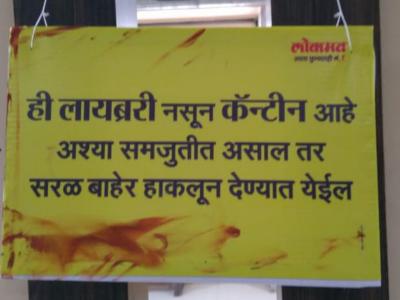 लोकमत
ही लायब्ररी नसून कॅन्टीन आहे
अश्या समजुतीत असाल तर
सरळ बाहेर हाकलून देण्यात येईल